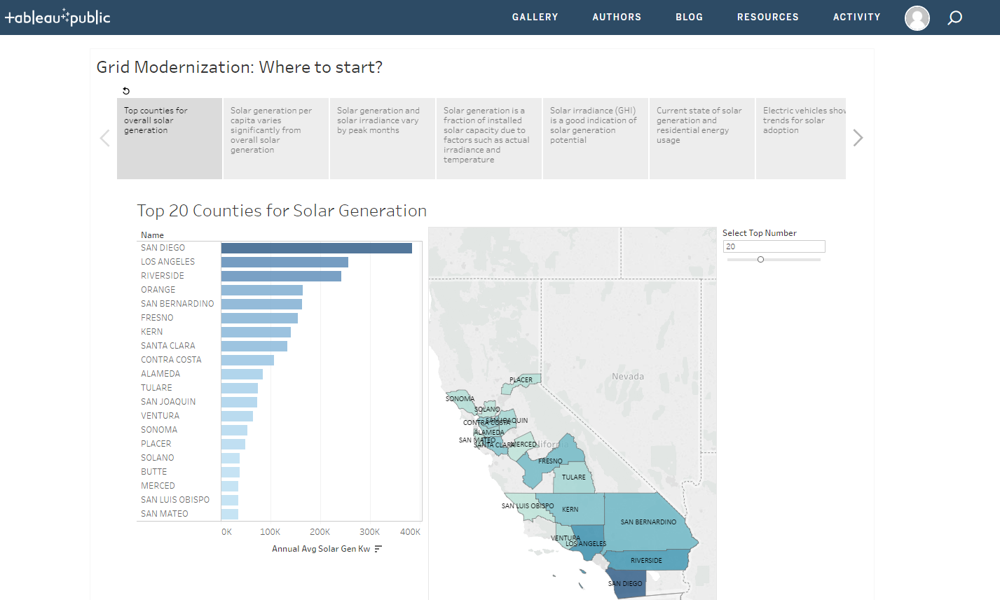 tableau public
GALLERY
AUTHORS
BLOG
RESOURCES
ACTIVITY
Grid Modernization: Where to start?
Top counties for
overall solar
generation
Solar generation per
capita varies
significantly from
overall solar
generation
Solar generation and
solar irradiance vary
by peak months
Solar generation is a
fraction of installed
solar capacity due to
factors such as actual
irradiance and
temperature
Solar irradiance (GHI)
is a good indication of
solar generation
potential
Current state of solar
generation and
residential energy
usage
Electric vehicles show
trends for solar
adoption
Top 20 Counties for Solar Generation
Name
SAN DIEGO
LOS ANGELES
RIVERSIDE
ORANGE
SAN BERNARDINO
FRESNO
KERN
SANTA CLARA
CONTRA COSTA
ALAMEDA
TULARE
SAN JOAQUIN
VENTURA
SONOMA
PLACER
SOLANO
BUTTE
MERCED
SAN LUIS OBISPO
SAN MATEO
0K
100K
200K
300K
400K
Annual Avg Solar Gen Kw
Nevada
California
PLACER
SONOMA
SOLANO
SAN JOAQUIN
CONTRA COSTA
ALAMEDA
SAN MATEO
SANTA CLARA
MERCED
FRESNO
TULARE
SAN LUIS OBISPO
KERN
SAN BERNARDINO
VENTURA
LOS ANGELES
RIVERSIDE
SAN DIEGO
Select Top Number
20